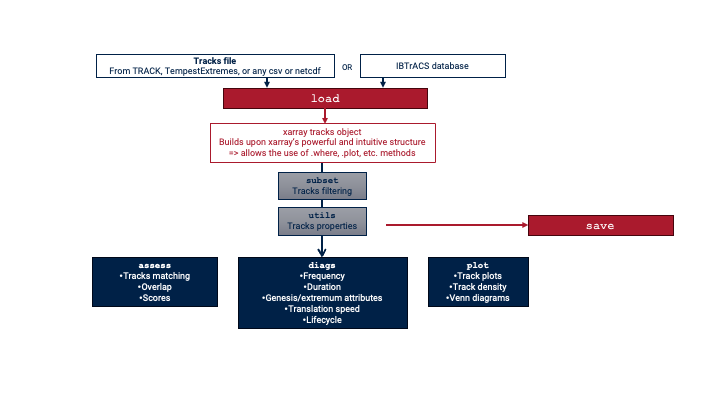 Tracks file
From TRACK, TempestExtremes, or any csv or netcdf
OR
IBTrACS database
load
xarray tracks object
Builds upon xarray's powerful and intuitive structure
=> allows the use of .where, .plot, etc. methods
subset
Tracks filtering
utils
Tracks properties
save
assess
•Tracks matching
•Overlap
•Scores
diags
•Frequency
•Duration
•Genesis/extremum attributes
•Translation speed
•Lifecycle
plot
•Track plots
•Track density
•Venn diagrams